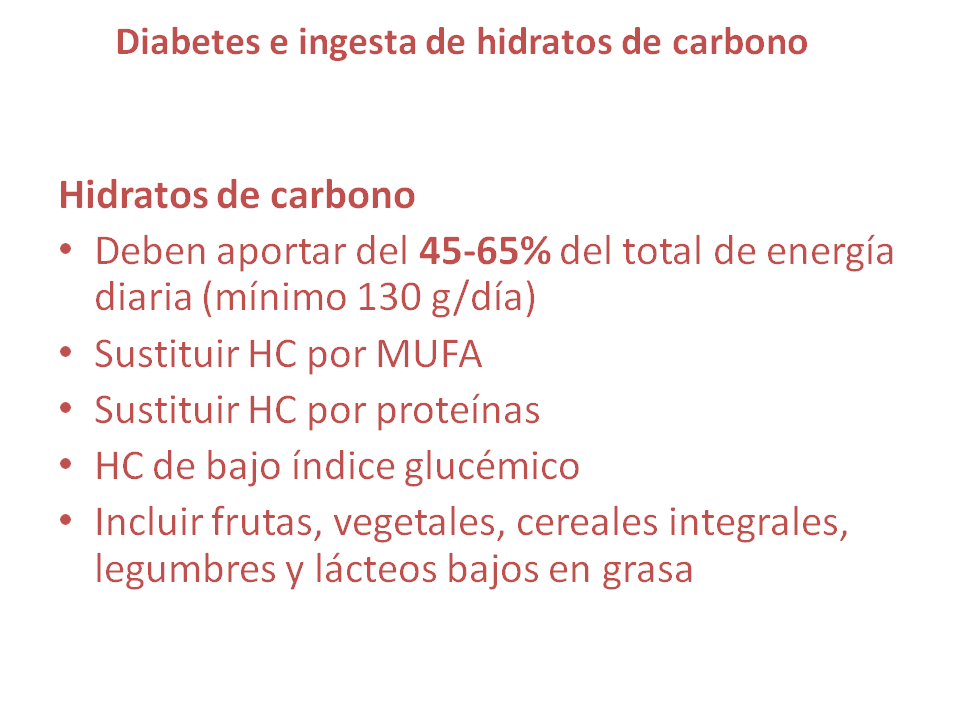 Diabetes e ingesta de hidratos de carbono
Hidratos de carbono
• Deben aportar del 45-65% del total de energía
diaria (mínimo 130 g/día)
• Sustituir HC por MUFA
• Sustituir HC por proteínas
• HC de bajo índice glucémico
• Incluir frutas, vegetales, cereales integrales,
legumbres y lácteos bajos en grasa